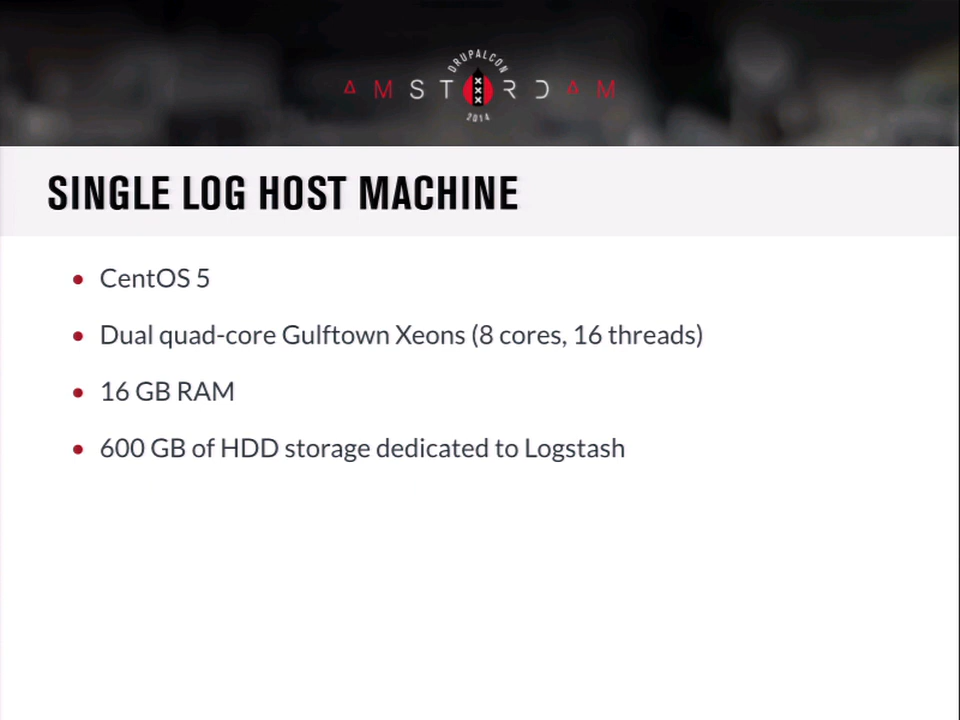 DRUPALCON
AMSTERDAM
2014
SINGLE LOG HOST MACHINE
• CentOS 5
• Dual quad-core Gulftown Xeons (8 cores, 16 threads)
• 16 GB RAM
• 600 GB of HDD storage dedicated to Logstash